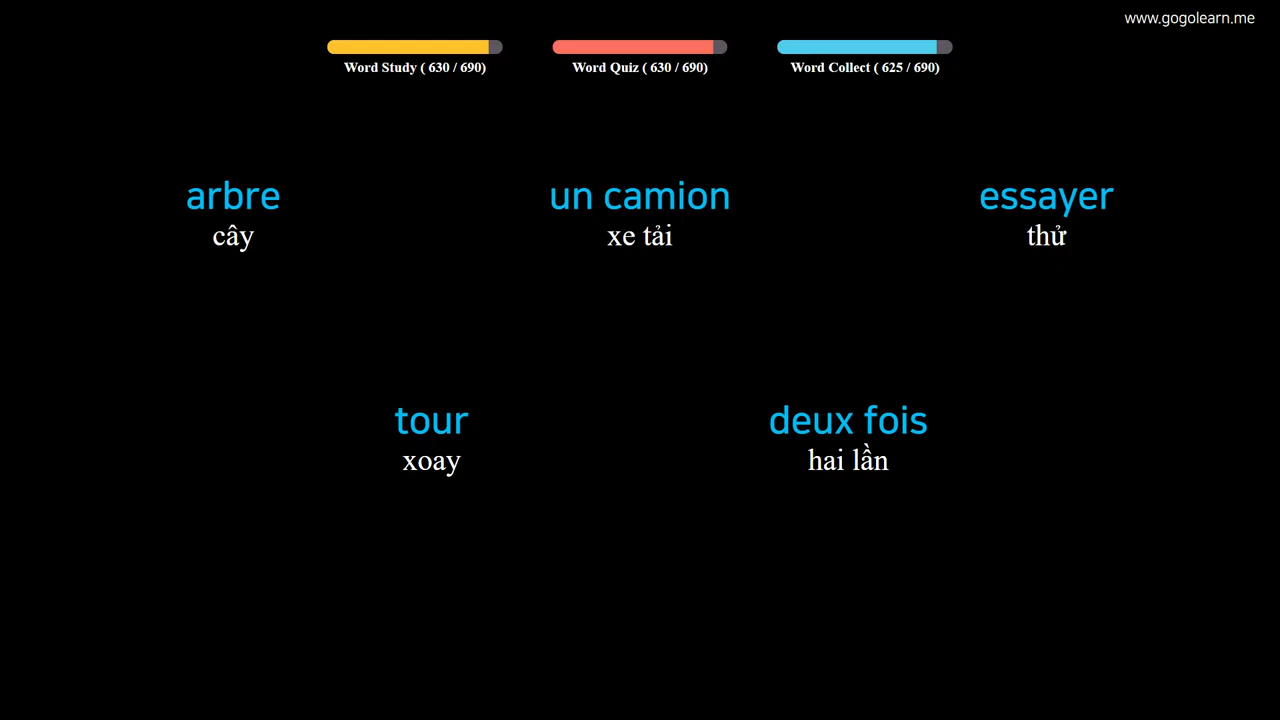 www.gogolearn.me
Word Study ( 630 / 690)
Word Quiz ( 630 / 690)
Word Collect ( 625 / 690)
arbre
cây
un camion
xe tải
essayer
thử
tour
xoay
deux fois
hai lần